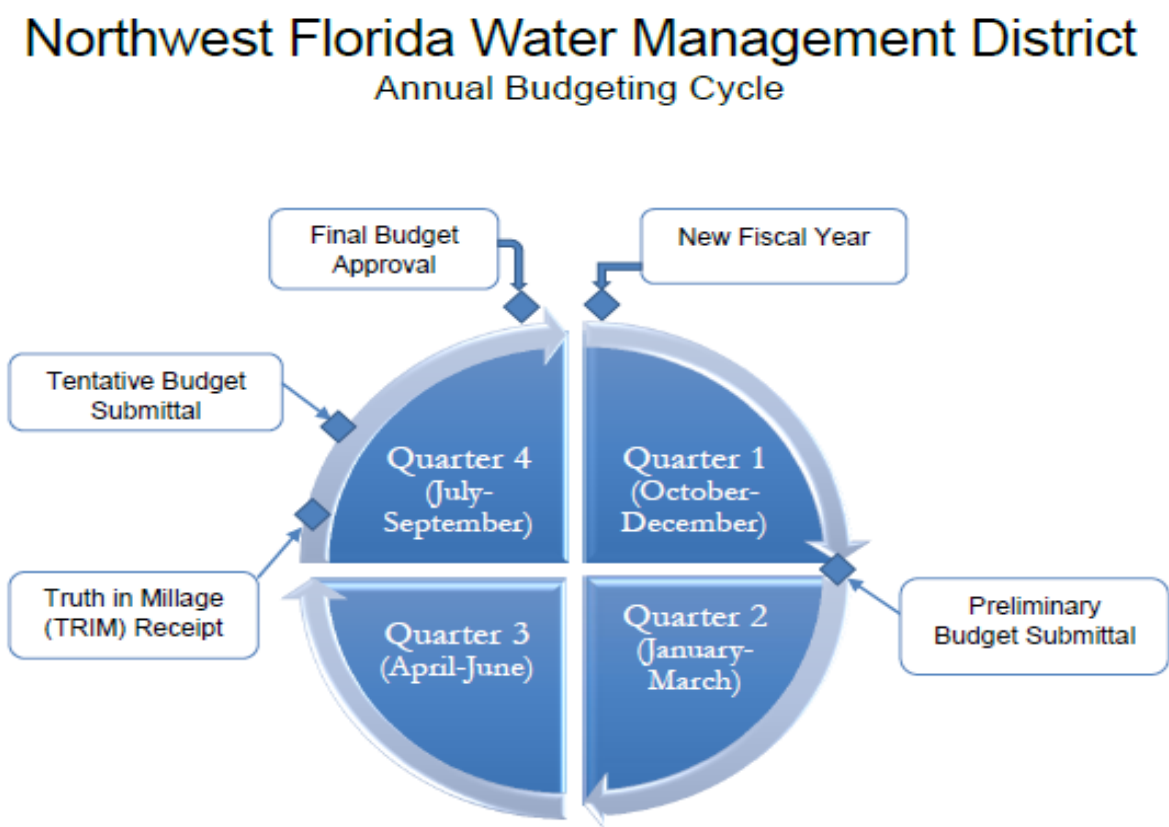 Northwest Florida Water Management District
Annual Budgeting Cycle
Final Budget
Approval
New Fiscal Year
Tentative Budget
Submittal
Quarter 4
(July-
September)
Quarter 1
(October-
December)
Truth in Millage
(TRIM) Receipt
Quarter 3
(April-June)
Quarter 2
(January-
March)
Preliminary
Budget Submittal